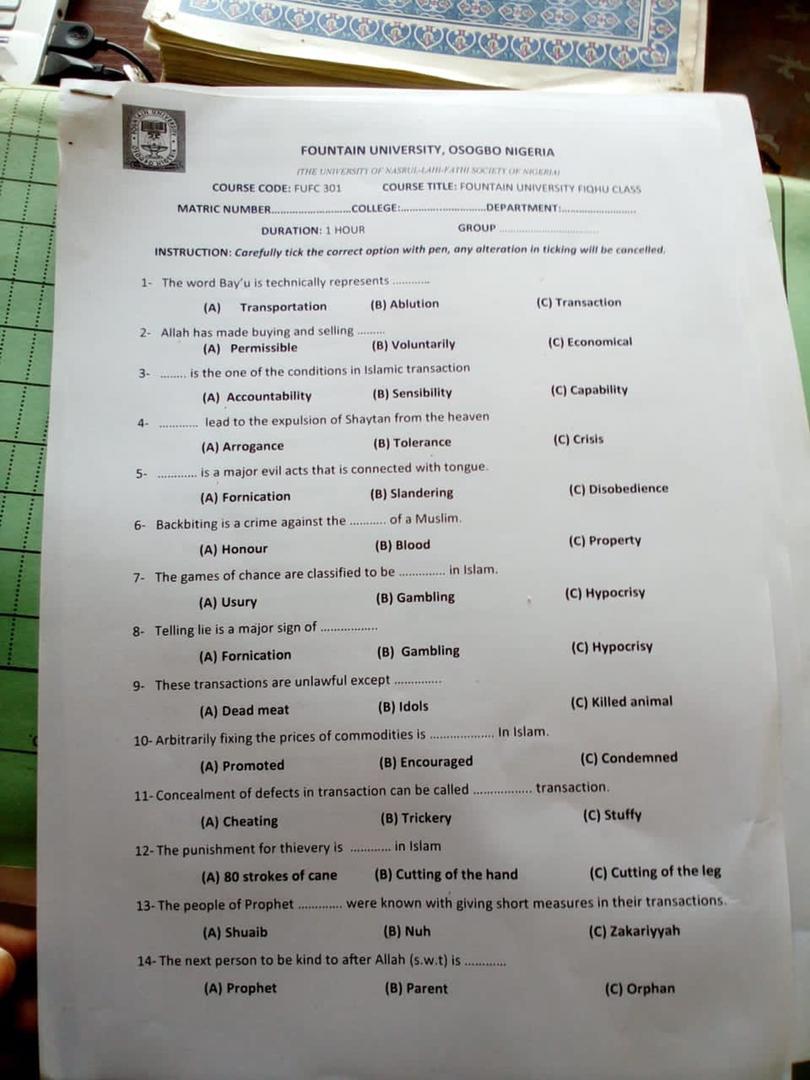 FOUNTAIN UNIVERSITY, OSOGBO NIGERIA
(THE UNIVERSITY OF NASRUL-LAHI-FATHI SOCIETY OF NIGERIA)
COURSE CODE: FUFC 301 COURSE TITLE: FOUNTAIN UNIVERSITY FIQHU CLASS
MATRIC NUMBER..........................COLLEGE:...........................DEPARTMENT:........................
DURATION: 1 HOUR GROUP ................................
INSTRUCTION: Carefully tick the correct option with pen, any alteration in ticking will be cancelled.
1- The word Bay'u is technically represents ............
(A) Transportation (B) Ablution (C) Transaction
2- Allah has made buying and selling .........
(A) Permissible (B) Voluntarily (C) Economical
3- ........ is the one of the conditions in Islamic transaction
(A) Accountability (B) Sensibility (C) Capability
4- ............ lead to the expulsion of Shaytan from the heaven
(A) Arrogance (B) Tolerance (C) Crisis
5- ............ is a major evil acts that is connected with tongue.
(A) Fornication (B) Slandering (C) Disobedience
6- Backbiting is a crime against the ........... of a Muslim.
(A) Honour (B) Blood (C) Property
7- The games of chance are classified to be .............. in Islam.
(A) Usury (B) Gambling (C) Hypocrisy
8- Telling lie is a major sign of .................
(A) Fornication (B) Gambling (C) Hypocrisy
9- These transactions are unlawful except ..............
(A) Dead meat (B) Idols (C) Killed animal
10- Arbitrarily fixing the prices of commodities is ................... In Islam.
(A) Promoted (B) Encouraged (C) Condemned
11- Concealment of defects in transaction can be called ................. transaction.
(A) Cheating (B) Trickery (C) Stuffy
12- The punishment for thievery is ............ in Islam
(A) 80 strokes of cane (B) Cutting of the hand (C) Cutting of the leg
13- The people of Prophet ............. were known with giving short measures in their transactions.
(A) Shuaib (B) Nuh (C) Zakariyyah
14- The next person to be kind to after Allah (s.w.t) is ............
(A) Prophet (B) Parent (C) Orphan